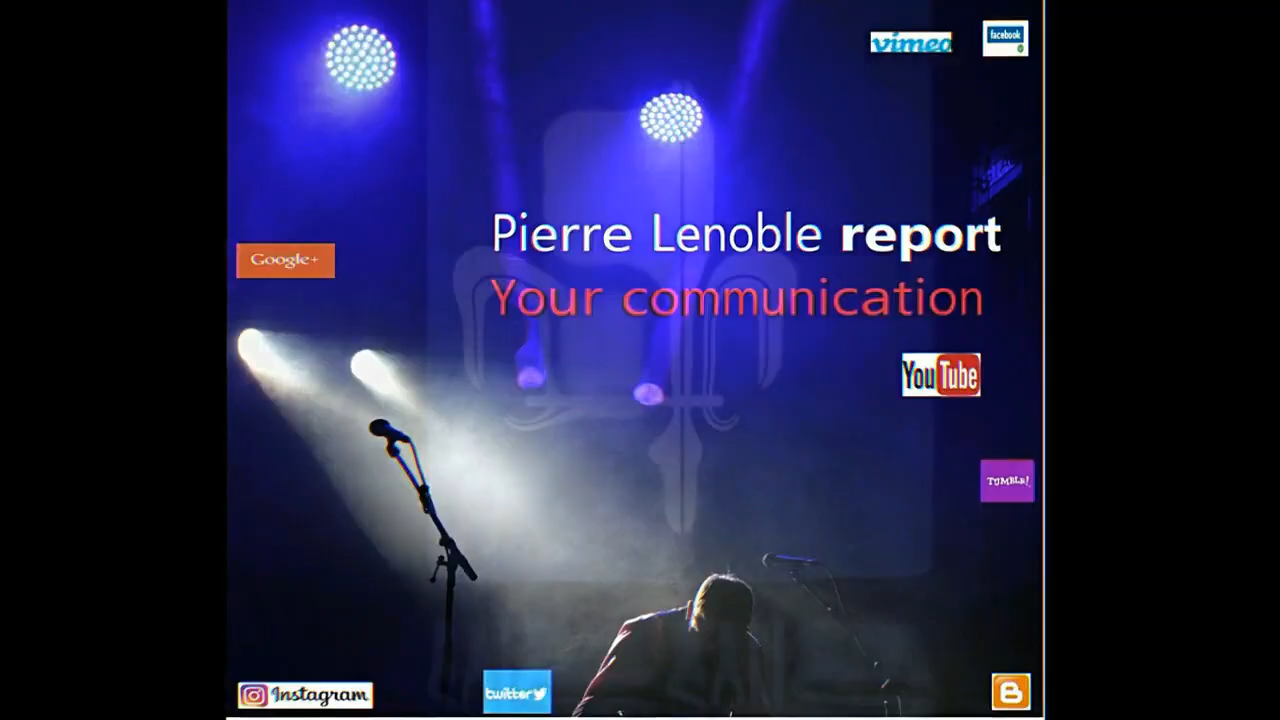 vimeo
facebook
Pierre Lenoble report
Google+
Your communication
YouTube
TUMBLR!
Instagram
twitter